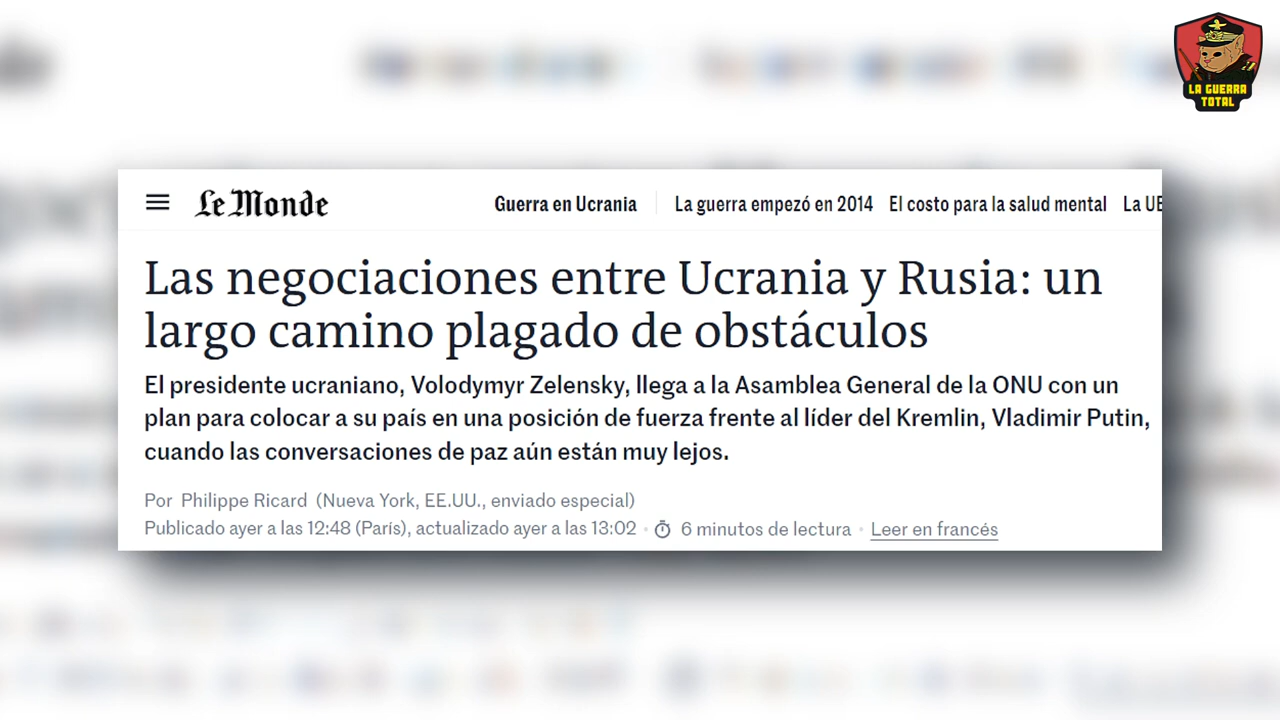 LA GUERRA
TOTAL
Le Monde
Guerra en Ucrania
La guerra empezó en 2014
El costo para la salud mental
La UE
Las negociaciones entre Ucrania y Rusia: un
largo camino plagado de obstáculos
El presidente ucraniano, Volodymyr Zelensky, llega a la Asamblea General de la ONU con un
plan para colocar a su país en una posición de fuerza frente al líder del Kremlin, Vladimir Putin,
cuando las conversaciones de paz aún están muy lejos.
Por Philippe Ricard (Nueva York, EE.UU., enviado especial)
Publicado ayer a las 12:48 (París), actualizado ayer a las 13:02 • 6 minutos de lectura • Leer en francés